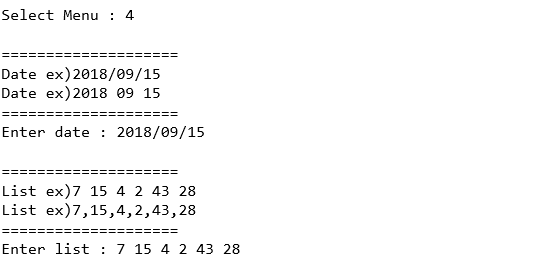 Select Menu : 4
====================
Date ex)2018/09/15
Date ex)2018 09 15
====================
Enter date : 2018/09/15
====================
List ex)7 15 4 2 43 28
List ex)7,15,4,2,43,28
====================
Enter list : 7 15 4 2 43 28